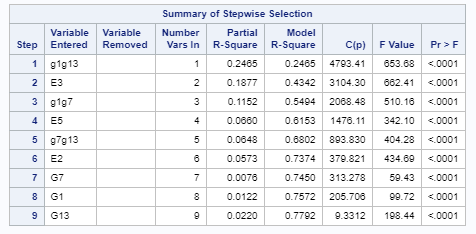 Summary of Stepwise Selection
Step Variable Entered Variable Removed Number Vars In Partial R-Square Model R-Square C(p) F Value Pr > F
1 g1g13 1 0.2465 0.2465 4793.41 653.68 <.0001
2 E3 2 0.1877 0.4342 3104.30 662.41 <.0001
3 g1g7 3 0.1152 0.5494 2068.48 510.16 <.0001
4 E5 4 0.0660 0.6153 1476.11 342.10 <.0001
5 g7g13 5 0.0648 0.6802 893.830 404.28 <.0001
6 E2 6 0.0573 0.7374 379.821 434.69 <.0001
7 G7 7 0.0076 0.7450 313.278 59.43 <.0001
8 G1 8 0.0122 0.7572 205.706 99.72 <.0001
9 G13 9 0.0220 0.7792 9.3312 198.44 <.0001